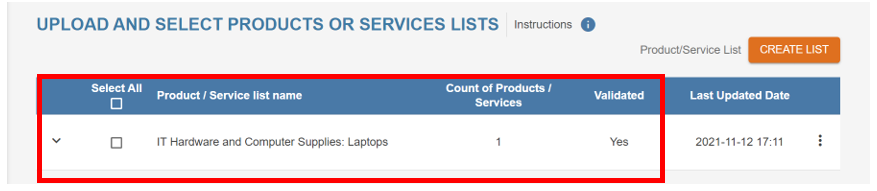 UPLOAD AND SELECT PRODUCTS OR SERVICES LISTS Instructions i
Product/Service List CREATE LIST
Select All Product / Service list name Count of Products / Services Validated Last Updated Date
IT Hardware and Computer Supplies: Laptops 1 Yes 2021-11-12 17:11